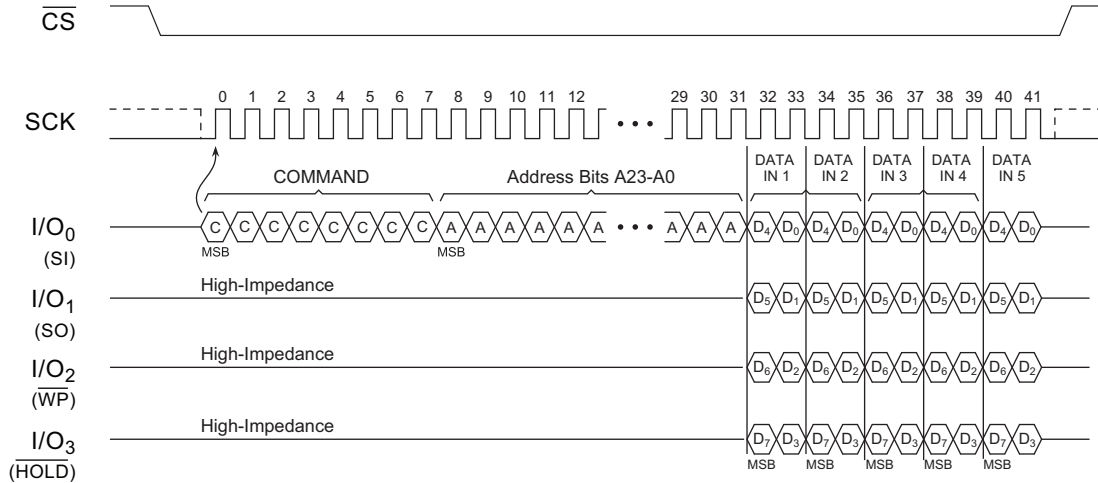 CS
0 1 2 3 4 5 6 7 8 9 10 11 12 29 30 31 32 33 34 35 36 37 38 39 40 41
SCK • • •
DATA IN 1 DATA IN 2 DATA IN 3 DATA IN 4 DATA IN 5
COMMAND Address Bits A23-A0
I/O0 C C C C C C C C A A A A A A • • • A A A D4 D0 D4 D0 D4 D0 D4 D0 D4 D0
(SI) MSB MSB
High-Impedance
I/O1 D5 D1 D5 D1 D5 D1 D5 D1 D5 D1
(SO)
High-Impedance
I/O2 D6 D2 D6 D2 D6 D2 D6 D2 D6 D2
(WP)
High-Impedance
I/O3 D7 D3 D7 D3 D7 D3 D7 D3 D7 D3
(HOLD) MSB MSB MSB MSB MSB